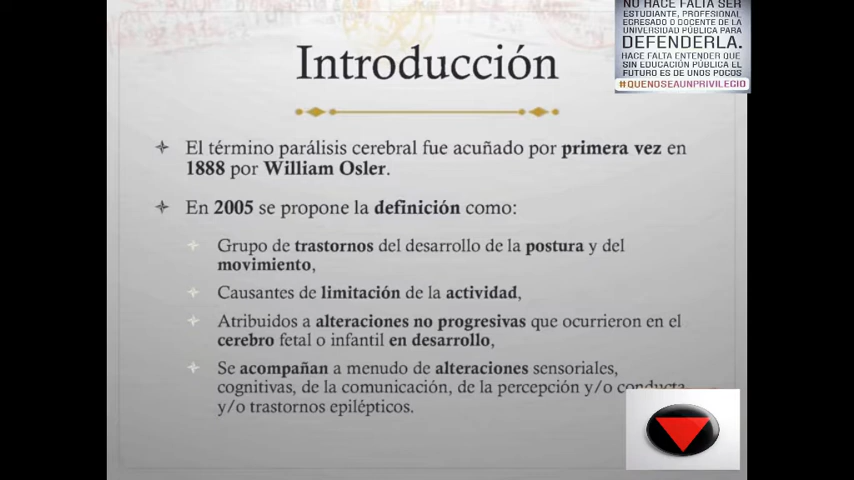 NO HACE FALTA SER
ESTUDIANTE, PROFESIONAL
EGRESADO O DOCENTE DE LA
UNIVERSIDAD PÚBLICA PARA
DEFENDERLA.
HACE FALTA ENTENDER QUE
SIN EDUCACIÓN PÚBLICA EL
FUTURO ES DE UNOS POCOS
#QUENOSEAUNPRIVILEGIO
Introducción
El término parálisis cerebral fue acuñado por primera vez en
1888 por William Osler.
En 2005 se propone la definición como:
Grupo de trastornos del desarrollo de la postura y del
movimiento,
Causantes de limitación de la actividad,
Atribuidos a alteraciones no progresivas que ocurrieron en el
cerebro fetal o infantil en desarrollo,
Se acompañan a menudo de alteraciones sensoriales,
cognitivas, de la comunicación, de la percepción y/o conducta
y/o trastornos epilépticos.